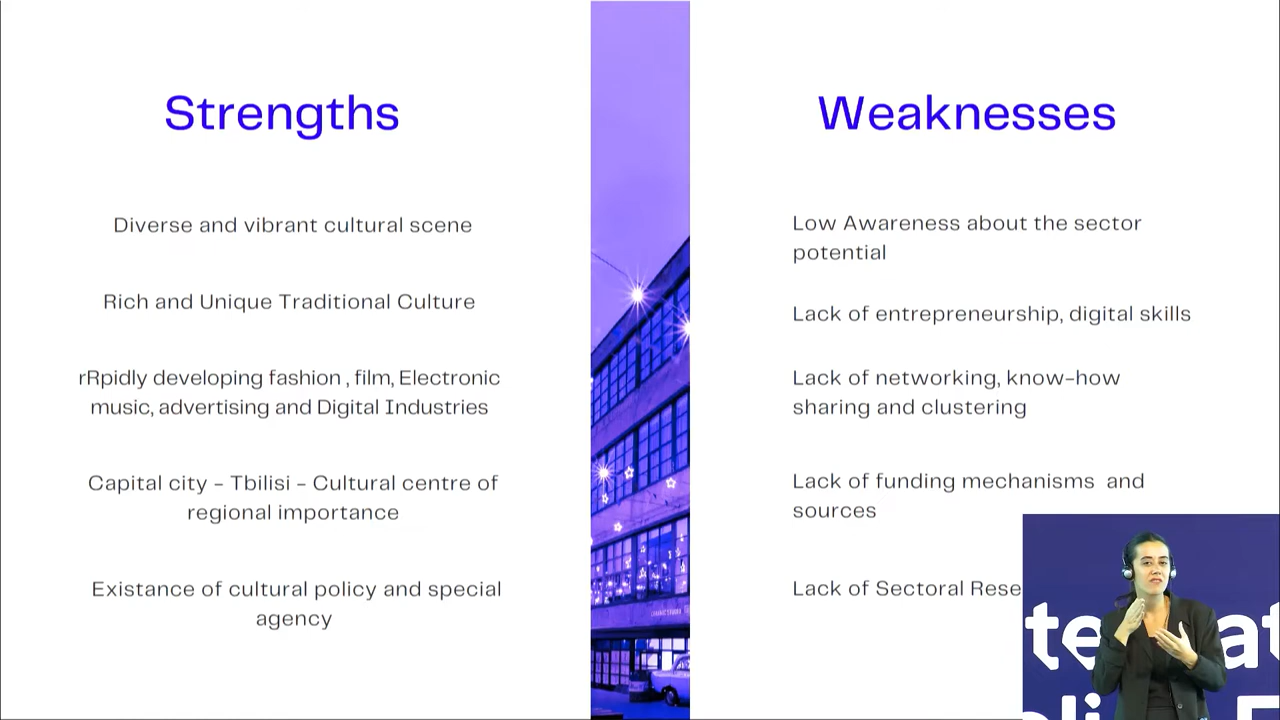 Strengths
Diverse and vibrant cultural scene
Rich and Unique Traditional Culture
rRpidly developing fashion , film, Electronic
music, advertising and Digital Industries
Capital city - Tbilisi - Cultural centre of
regional importance
Existance of cultural policy and special
agency
Weaknesses
Low Awareness about the sector
potential
Lack of entrepreneurship, digital skills
Lack of networking, know-how
sharing and clustering
Lack of funding mechanisms  and
sources
Lack of Sectoral Rese